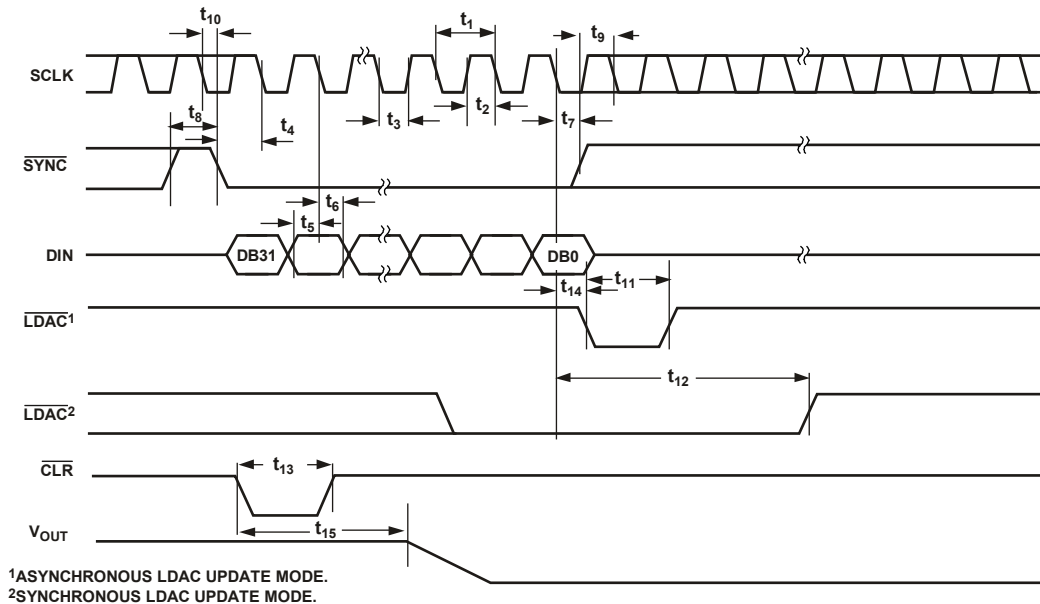 t10
t1
t9
SCLK
t8
t4
t3
t2
t7
SYNC
t6
t5
DIN
DB31
DB0
t11
t14
LDAC1
t12
LDAC2
CLR
t13
t15
VOUT
1ASYNCHRONOUS LDAC UPDATE MODE.
2SYNCHRONOUS LDAC UPDATE MODE.